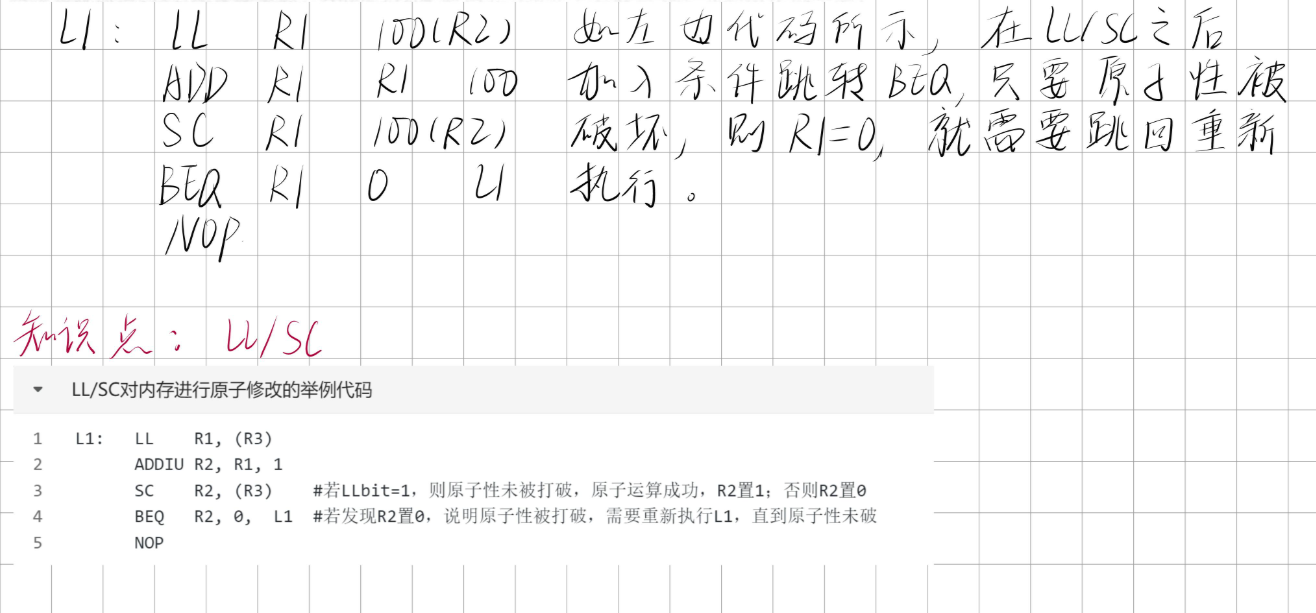 L1: LL R1 100(R2) 如左边代码所示，在LL/SC之后
ADD R1 R1 100 加入条件跳转BEQ，只要原子性被
SC R1 100(R2) 破坏，则R1=0，就需要跳回重新
BEQ R1 0 L1 执行。
NOP
知识点：LL/SC
LL/SC对内存进行原子修改的举例代码
1 L1: LL R1, (R3)
2 ADDIU R2, R1, 1
3 SC R2, (R3) #若LLbit=1，则原子性未被打破，原子运算成功，R2置1；否则R2置0
4 BEQ R2, 0, L1 #若发现R2置0，说明原子性被打破，需要重新执行L1，直到原子性未破
5 NOP